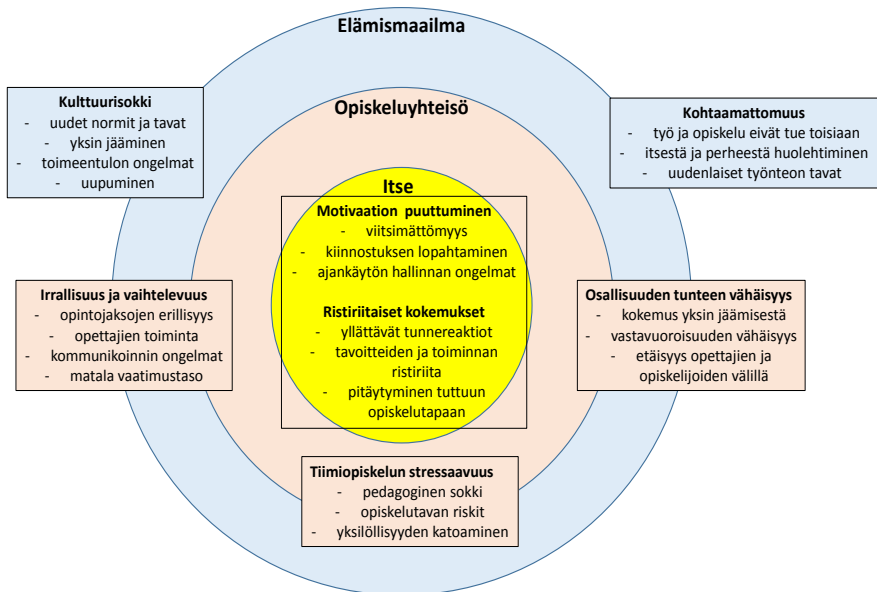 Elämismaailma
Kulttuurisokki
- uudet normit ja tavat
- yksin jääminen
- toimeentulon ongelmat
- uupuminen
Opiskeluyhteisö
Kohtaamattomuus
- työ ja opiskelu eivät tue toisiaan
- itsestä ja perheestä huolehtiminen
- uudenlaiset työnteon tavat
Itse
Motivaation puuttuminen
- viitsimättömyys
- kiinnostuksen lopahtaminen
- ajankäytön hallinnan ongelmat
Ristiriitaiset kokemukset
- yllättävät tunnereaktiot
- tavoitteiden ja toiminnan
ristiriita
- pitäytyminen tuttuun
opiskelutapaan
Irrallisuus ja vaihtelevuus
- opintojaksojen erillisyys
- opettajien toiminta
- kommunikoinnin ongelmat
- matala vaatimustaso
Osallisuuden tunteen vähäisyys
- kokemus yksin jäämisestä
- vastavuoroisuuden vähäisyys
- etäisyys opettajien ja
opiskelijoiden välillä
Tiimiopiskelun stressaavuus
- pedagoginen sokki
- opiskelutavan riskit
- yksilöllisyyden katoaminen